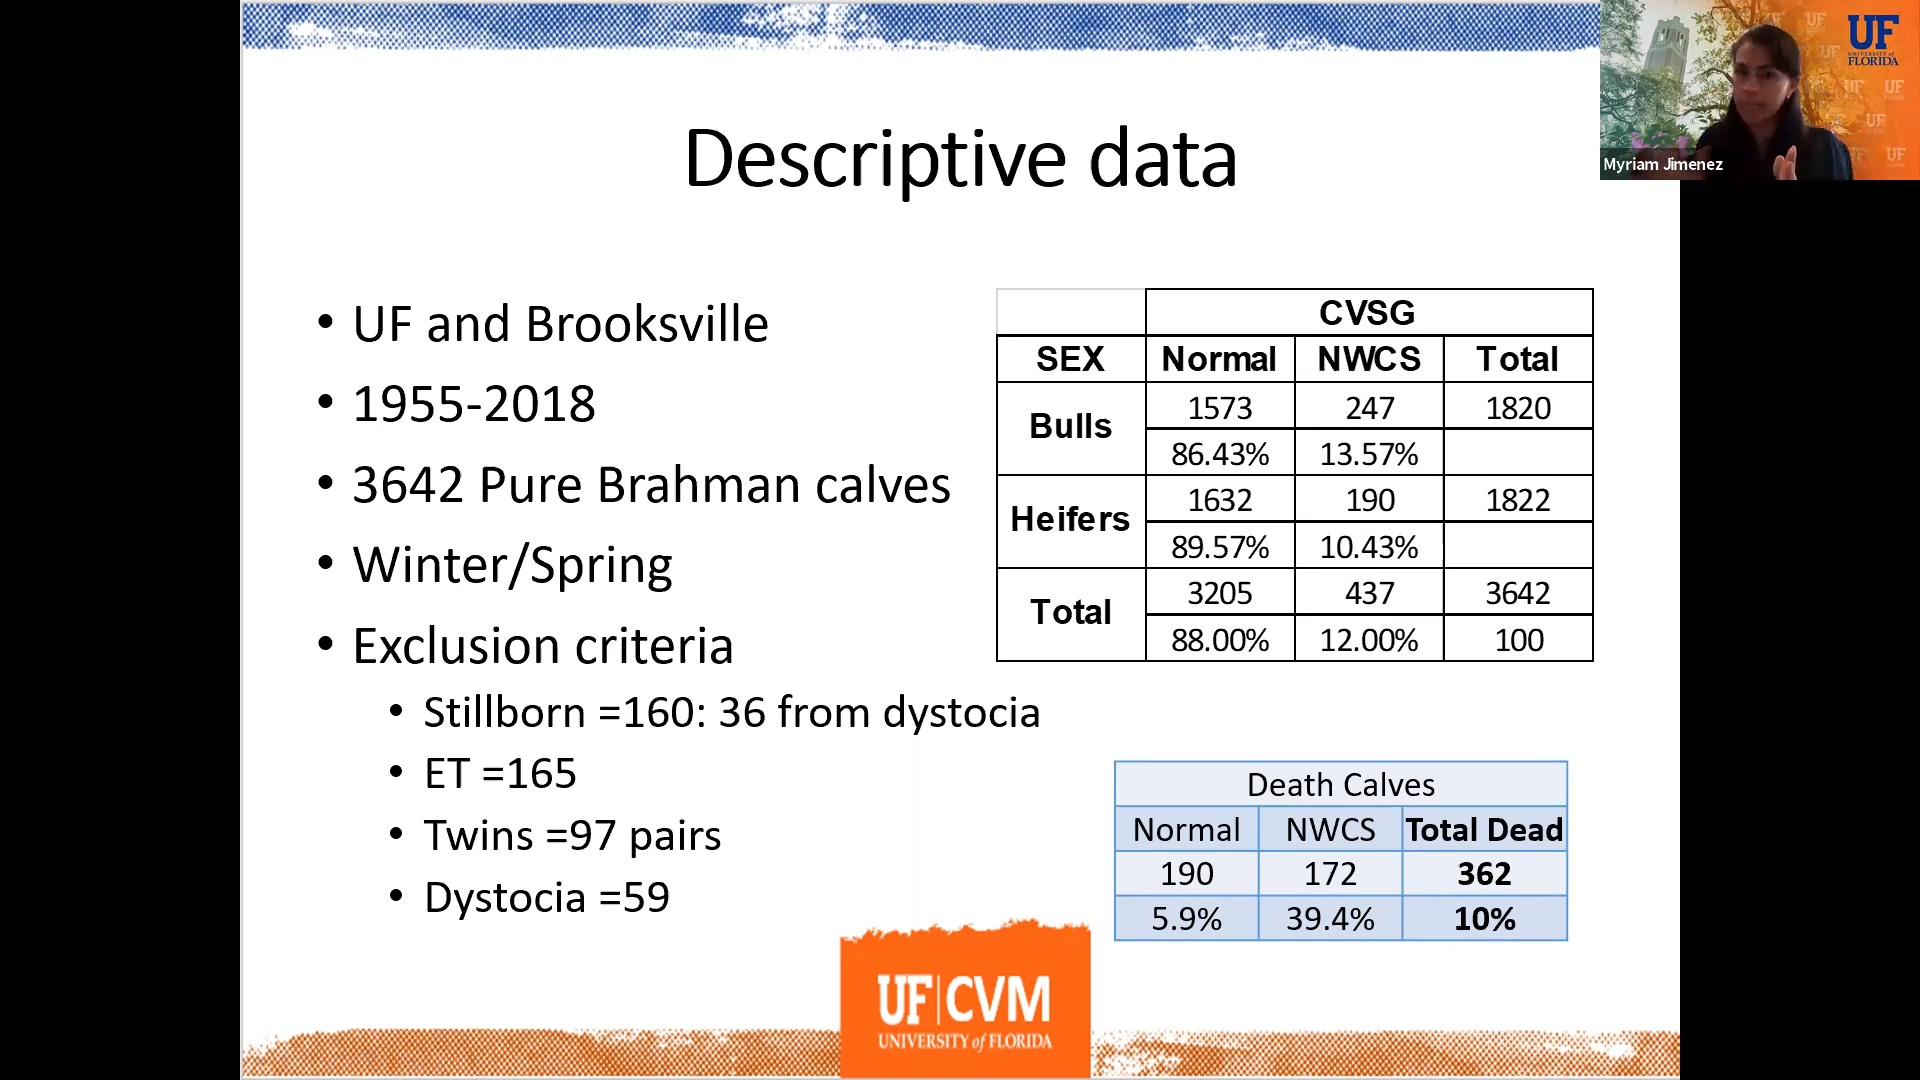 UF
UNIVERSITY of
FLORIDA
Myriam Jimenez
Descriptive data
• UF and Brooksville
• 1955-2018
• 3642 Pure Brahman calves
• Winter/Spring
• Exclusion criteria
• Stillborn =160: 36 from dystocia
• ET =165
• Twins =97 pairs
• Dystocia =59
CVSG
SEX Normal NWCS Total
Bulls 1573 247 1820
86.43% 13.57%
Heifers 1632 190 1822
89.57% 10.43%
Total 3205 437 3642
88.00% 12.00% 100
Death Calves
Normal NWCS Total Dead
190 172 362
5.9% 39.4% 10%
UF|CVM
UNIVERSITY of FLORIDA